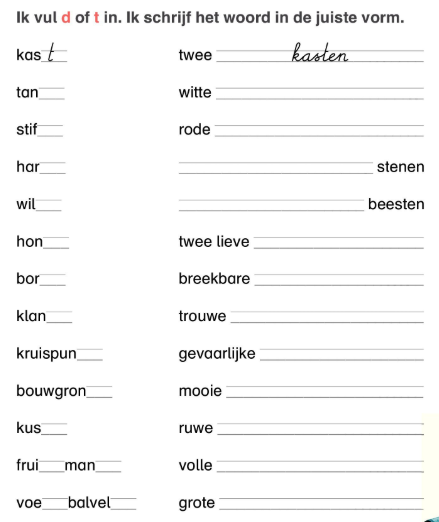 Ik vul d of t in. Ik schrijf het woord in de juiste vorm.
kast twee kasten
tan___ witte ___
stif___ rode ___
har___ ___ stenen
wil___ ___ beesten
hon___ twee lieve ___
bor___ breekbare ___
klan___ trouwe ___
kruispun___ gevaarlijke ___
bouwgron___ mooie ___
kus___ ruwe ___
frui___man___ volle ___
voe___balvel___ grote ___